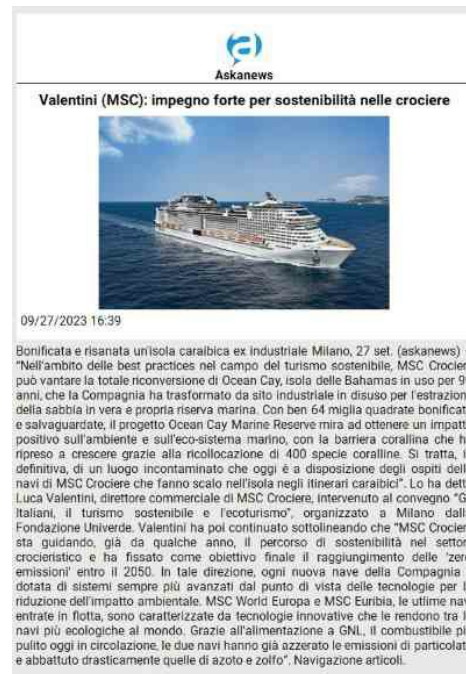 Askanews
Valentini (MSC): impegno forte per sostenibilità nelle crociere
09/27/2023 16:39
Bonificata e risanata un'isola caraibica ex industriale Milano, 27 set. (askanews)
"Nell'ambito delle best practices nel campo del turismo sostenibile, MSC Crocier
può vantare la totale riconversione di Ocean Cay, isola delle Bahamas in uso per 9
anni, che la Compagnia ha trasformato da sito industriale in disuso per l'estrazion
della sabbia in vera e propria riserva marina. Con ben 64 miglia quadrate bonificat
e salvaguardate, il progetto Ocean Cay Marine Reserve mira ad ottenere un impatt
positivo sull'ambiente e sull'eco-sistema marino, con la barriera corallina che h
ripreso a crescere grazie alla ricollocazione di 400 specie coralline. Si tratta, i
definitiva, di un luogo incontaminato che oggi è a disposizione degli ospiti dell
navi di MSC Crociere che fanno scalo nell'isola negli itinerari caraibici". Lo ha dett
Luca Valentini, direttore commerciale di MSC Crociere, intervenuto al convegno "G
Italiani, il turismo sostenibile e l'ecoturismo", organizzato a Milano dall
Fondazione Univerde. Valentini ha poi continuato sottolineando che "MSC Crocier
sta guidando, già da qualche anno, il percorso di sostenibilità nel settor
crocieristico e ha fissato come obiettivo finale il raggiungimento delle 'zer
emissioni' entro il 2050. In tale direzione, ogni nuova nave della Compagnia
dotata di sistemi sempre più avanzati dal punto di vista delle tecnologie per l
riduzione dell'impatto ambientale. MSC World Europa e MSC Euribia, le utlime nav
entrate in flotta, sono caratterizzate da tecnologie innovative che le rendono tra l
navi più ecologiche al mondo. Grazie all'alimentazione a GNL, il combustibile pi
pulito oggi in circolazione, le due navi hanno già azzerato le emissioni di particolat
e abbattuto drasticamente quelle di azoto e zolfo". Navigazione articoli.